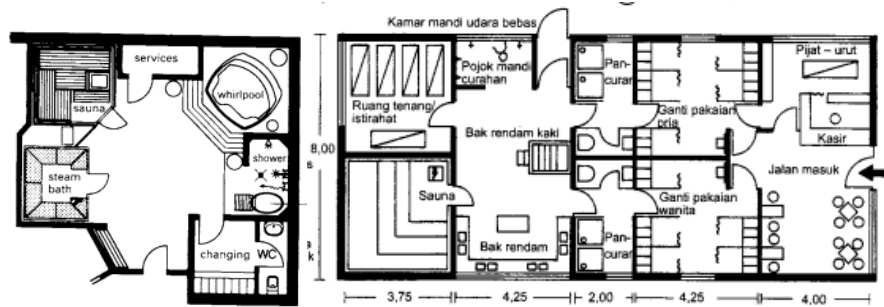 Kamar mandi udara bebas
services
whirlpool
sauna
steam
bath
shower
changing
WC
8,00
s
k
Ruang tenang/
istirahat
Pojok mandi
curahan
Pan-
curan
Ganti pakaian
pria
Pijat – urut
Kasir
Bak rendam kaki
Jalan masuk
Sauna
Ganti pakaian
wanita
Bak rendam
Pan-
curan
3,75
4,25
2,00
4,25
4,00